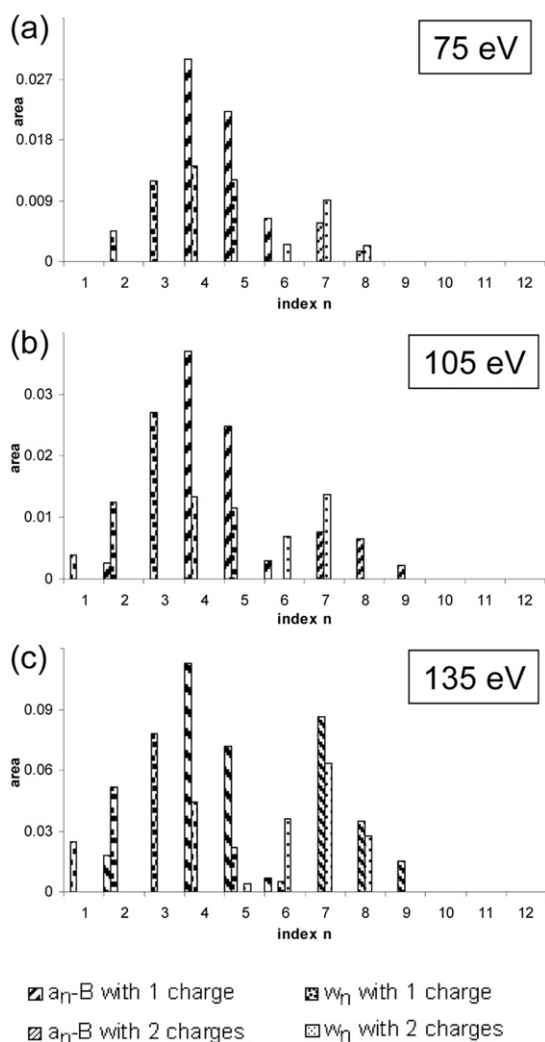 (a)
75 eV
0.027
0.018
0.009
0
area
1 2 3 4 5 6 7 8 9 10 11 12
index n
(b)
105 eV
0.03
0.02
0.01
0
area
1 2 3 4 5 6 7 8 9 10 11 12
index n
(c)
135 eV
0.09
0.06
0.03
0
area
1 2 3 4 5 6 7 8 9 10 11 12
index n
an-B with 1 charge
wn with 1 charge
an-B with 2 charges
wn with 2 charges